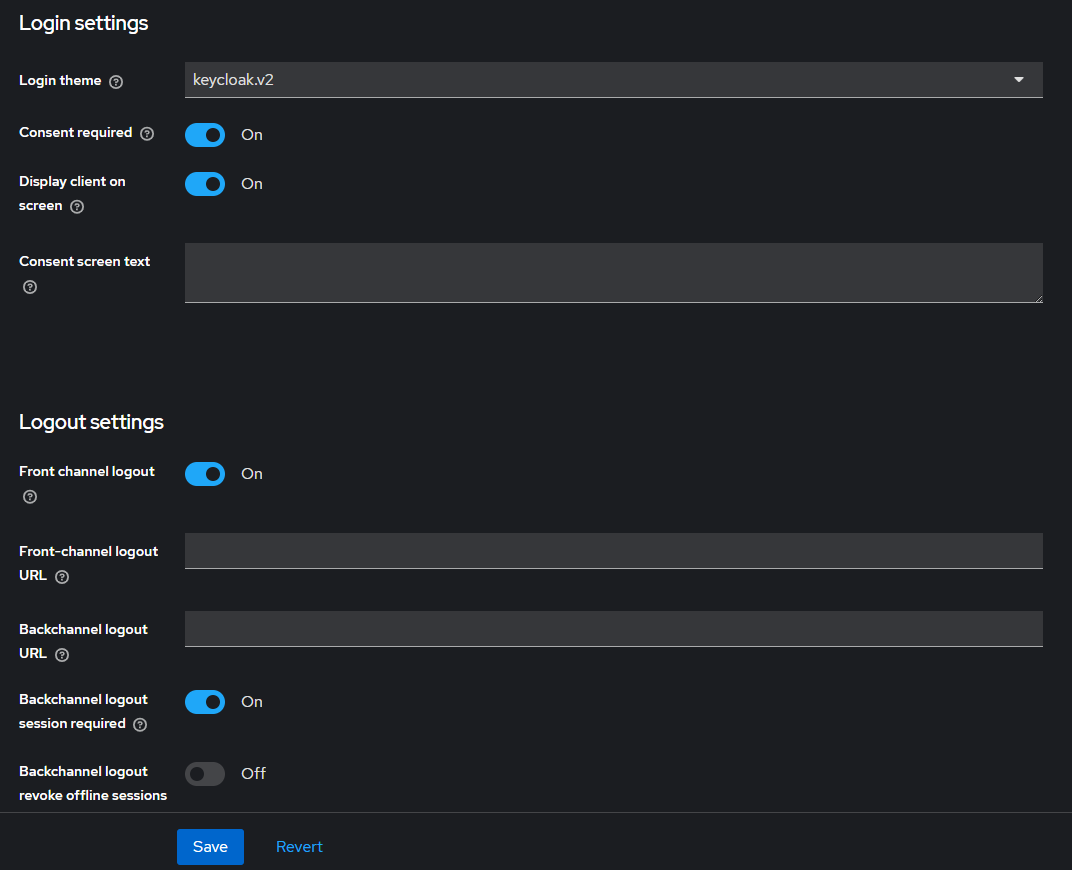 Login settings
Login theme
keycloak.v2
Consent required
On
Display client on
screen
On
Consent screen text
Logout settings
Front channel logout
On
Front-channel logout
URL
Backchannel logout
URL
Backchannel logout
session required
On
Backchannel logout
revoke offline sessions
Off
Save
Revert